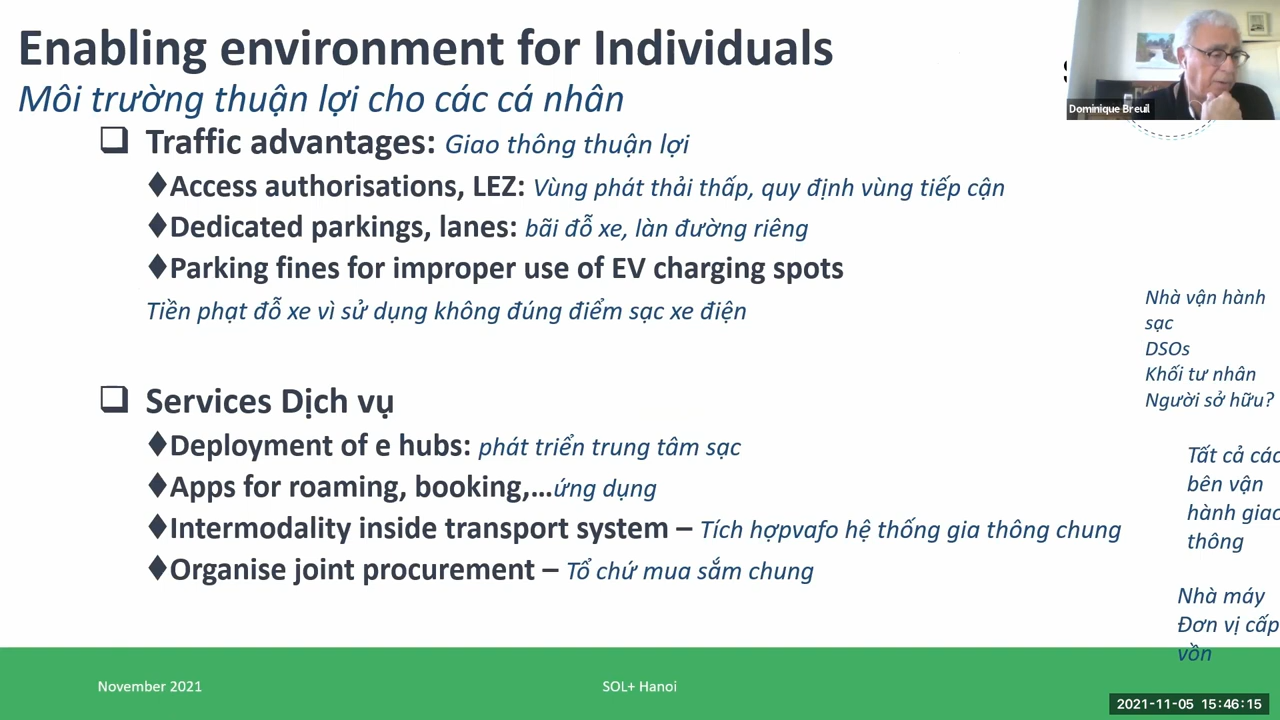 Enabling environment for Individuals
Môi trường thuận lợi cho các cá nhân
Dominique Breuil
Traffic advantages: Giao thông thuận lợi
Access authorisations, LEZ: Vùng phát thải thấp, quy định vùng tiếp cận
Dedicated parkings, lanes: bãi đỗ xe, làn đường riêng
Parking fines for improper use of EV charging spots
Tiền phạt đỗ xe vì sử dụng không đúng điểm sạc xe điện
Services Dịch vụ
Deployment of e hubs: phát triển trung tâm sạc
Apps for roaming, booking,...ứng dụng
Intermodality inside transport system – Tích hợpvafo hệ thống gia thông chung
Organise joint procurement – Tổ chứ mua sắm chung
Nhà vận hành
sạc
DSOs
Khối tư nhân
Người sở hữu?
Tất cả các
bên vận
hành giao
thông
Nhà máy
Đơn vị cấp
vồn
November 2021
SOL+ Hanoi
2021-11-05 15:46:15